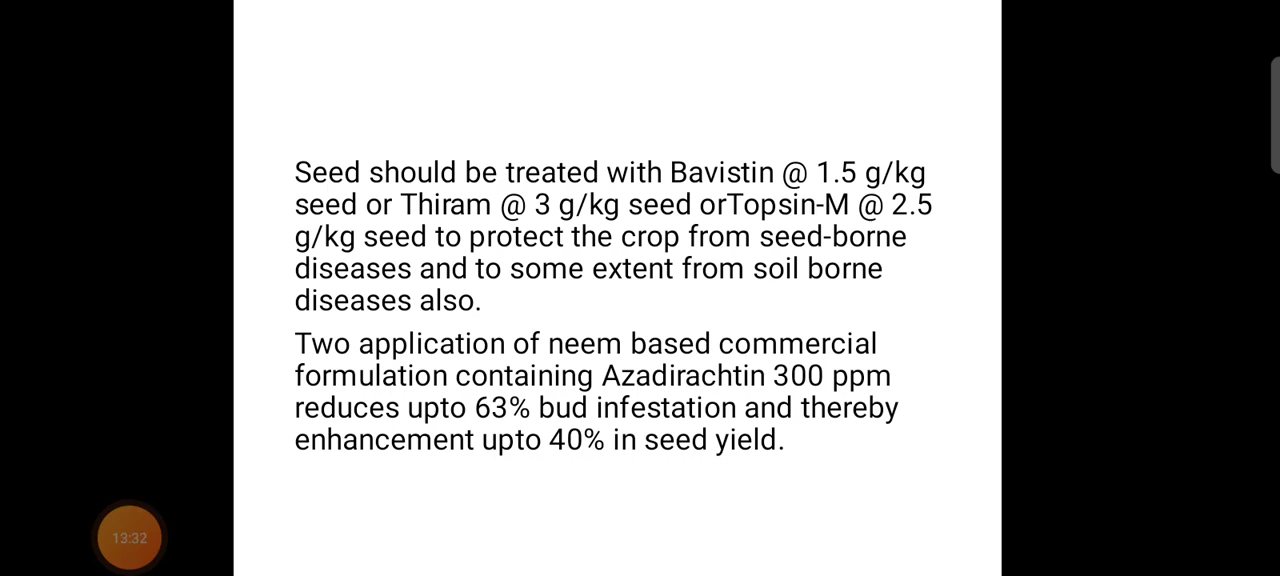 Seed should be treated with Bavistin @ 1.5 g/kg
seed or Thiram @ 3 g/kg seed orTopsin-M @ 2.5
g/kg seed to protect the crop from seed-borne
diseases and to some extent from soil borne
diseases also.
Two application of neem based commercial
formulation containing Azadirachtin 300 ppm
reduces upto 63% bud infestation and thereby
enhancement upto 40% in seed yield.
13:32